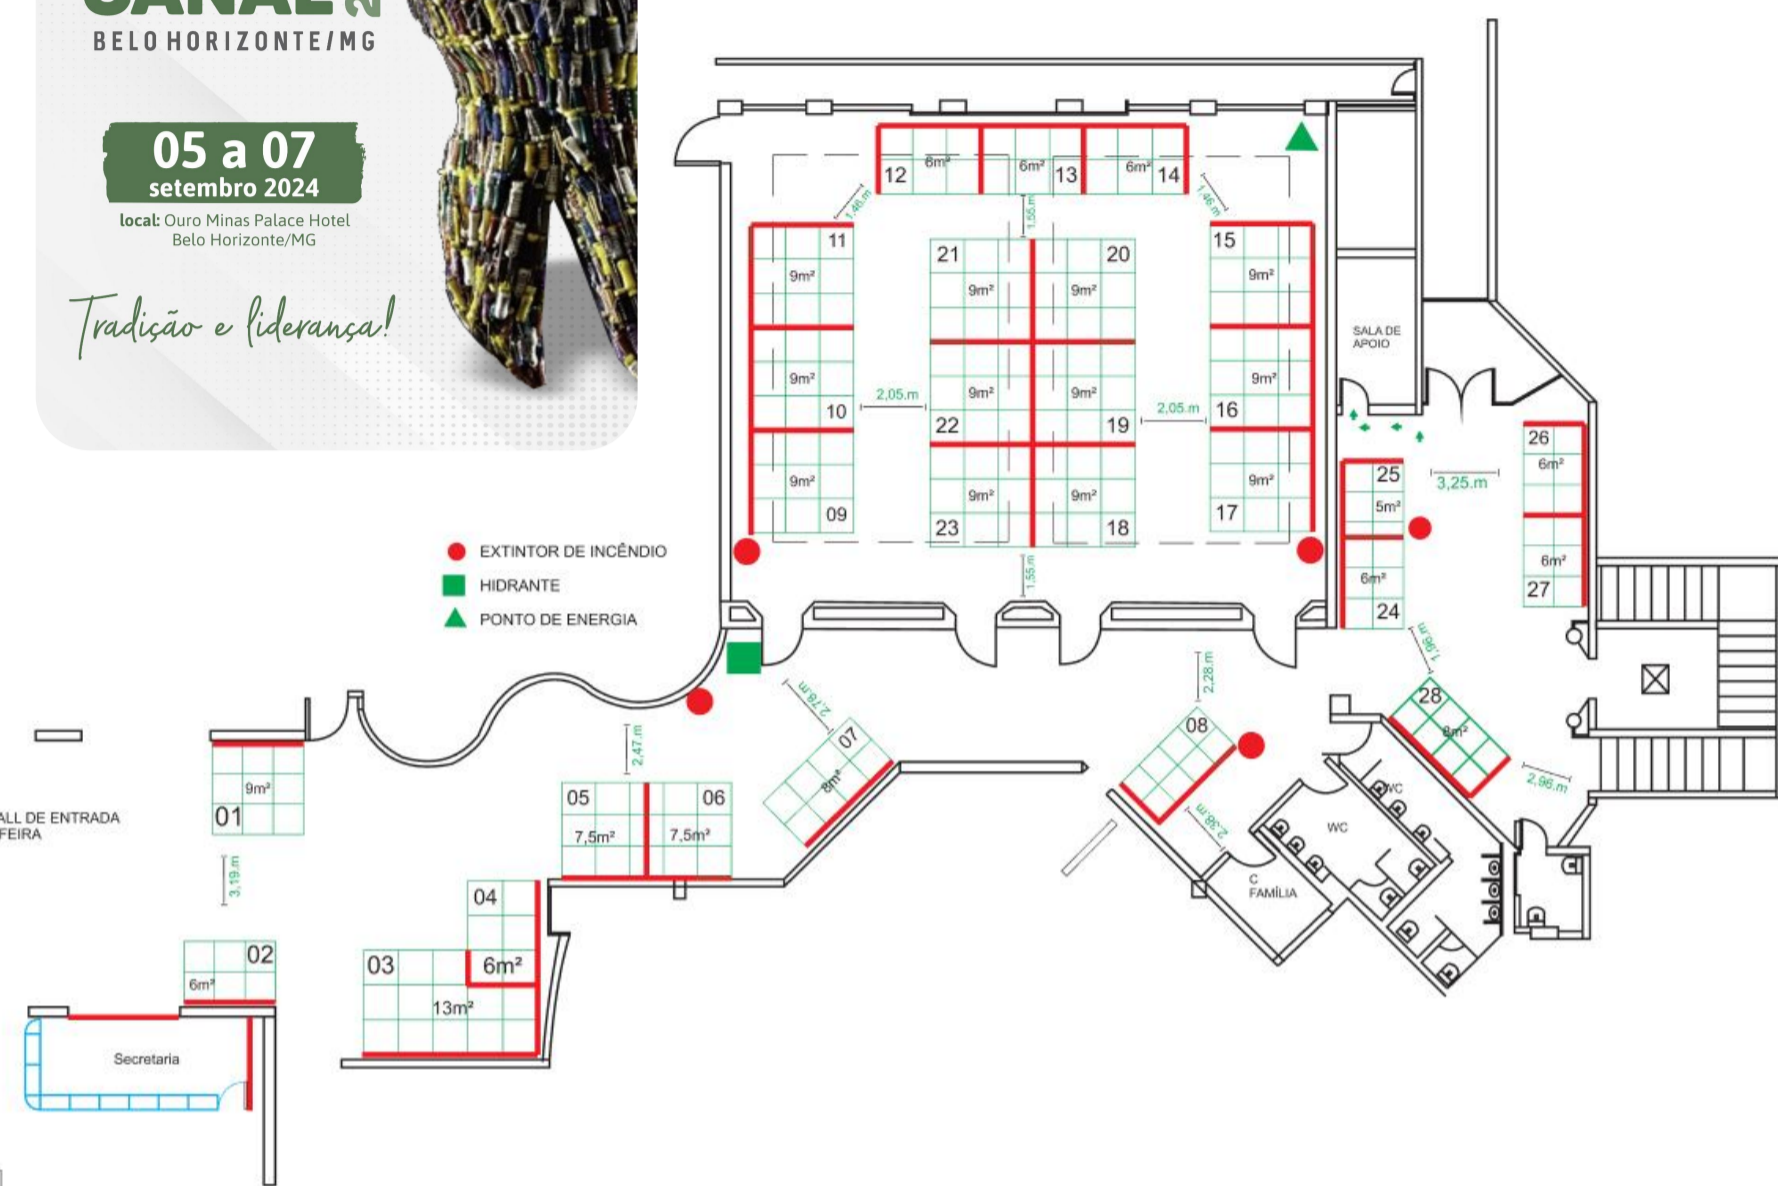 CANAL 2
BELO HORIZONTE/MG
05 a 07
setembro 2024
local: Ouro Minas Palace Hotel
Belo Horizonte/MG
Tradição e liderança!
EXTINTOR DE INCÊNDIO
HIDRANTE
PONTO DE ENERGIA
12
6m²
6m²
13
6m²
14
1,46.m
1,55.m
1,46.m
11
9m²
9m²
10
9m²
09
2,05.m
21
9m²
20
9m²
9m²
22
9m²
19
9m²
23
9m²
18
2,05.m
1,55.m
15
9m²
9m²
16
9m²
17
SALA DE
APOIO
25
5m²
6m²
24
3,25.m
26
6m²
6m²
27
1,96.m
28
8m²
2,96.m
2,28.m
08
2,38.m
WC
WC
C
FAMÍLIA
2,78.m
07
8m²
2,47.m
05
7,5m²
06
7,5m²
9m²
01
ALL DE ENTRADA
FEIRA
3,19.m
02
6m²
04
6m²
03
13m²
Secretaria